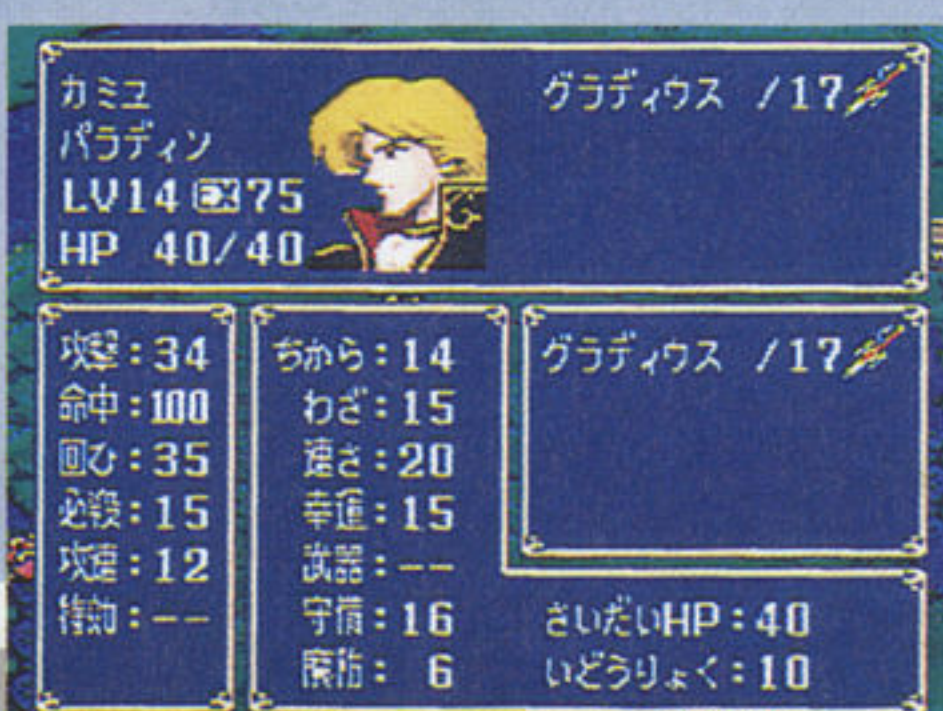 カミユ
パラディン
LV14 EX75
HP 40/40
グラディウス /17
攻撃:34
命中:100
回ひ:35
必殺:15
攻速:12
特効:--
ちから:14
わざ:15
速さ:20
幸運:15
武器:--
守備:16
魔防: 6
グラディウス /17
さいだいHP:40
いどうりょく:10